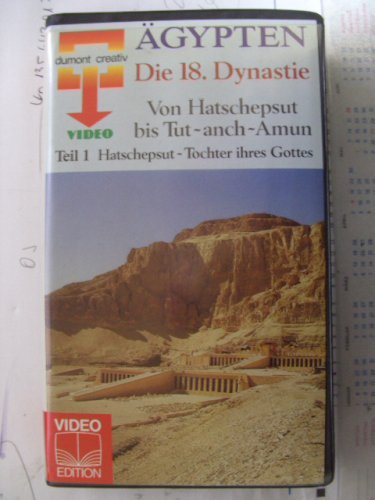 ÄGYPTEN
dumont creativ
Die 18. Dynastie
VIDEO
Von Hatschepsut
bis Tut-anch-Amun
Teil 1 Hatschepsut - Tochter ihres Gottes
VIDEO
EDITION